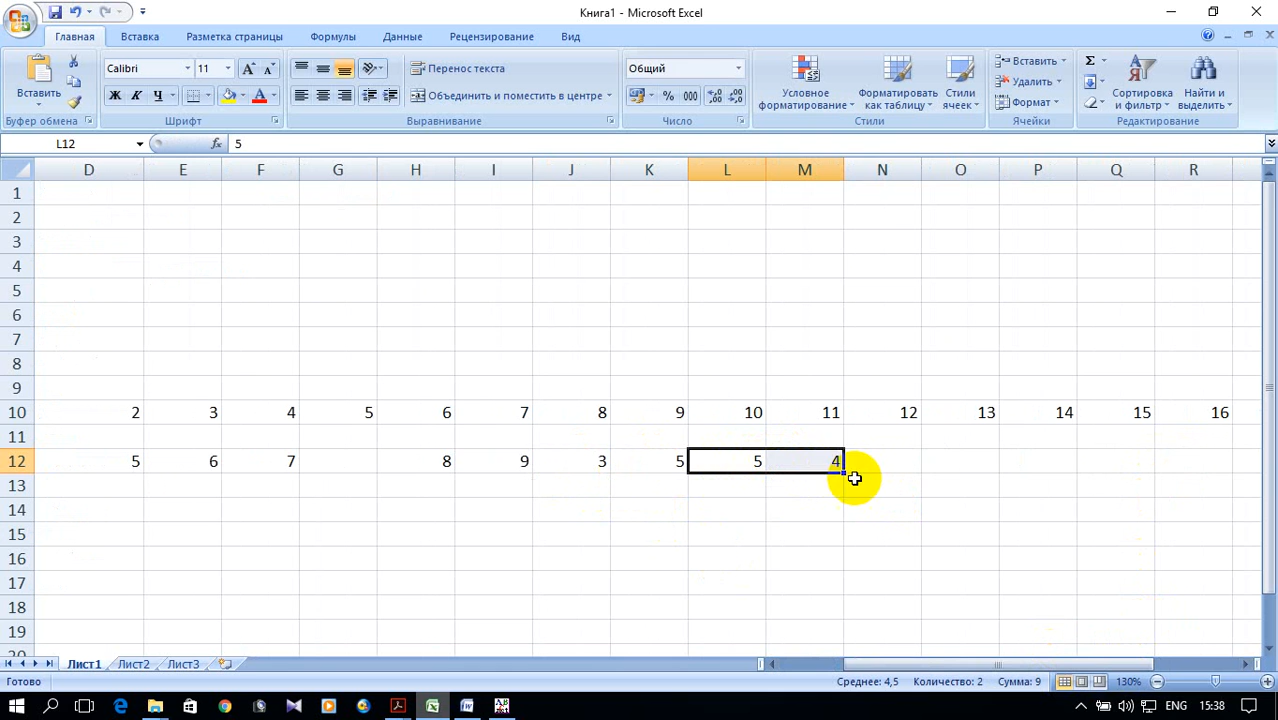 Книга1 - Microsoft Excel
Главная Вставка Разметка страницы Формулы Данные Рецензирование Вид
Вставить
Буфер обмена
Calibri 11
Ж К Ч
Шрифт
Перенос текста
Объединить и поместить в центре
Выравнивание
Общий
% 000
Число
Условное форматирование
Форматировать как таблицу
Стили ячеек
Стили
Вставить
Удалить
Формат
Ячейки
Σ
Сортировка и фильтр
Найти и выделить
Редактирование
L12 fx 5
D E F G H I J K L M N O P Q R
1
2
3
4
5
6
7
8
9
10 2 3 4 5 6 7 8 9 10 11 12 13 14 15 16
11
12 5 6 7 8 9 3 5 5 4
13
14
15
16
17
18
19
Лист1 Лист2 Лист3
Готово Среднее: 4,5 Количество: 2 Сумма: 9 130%
ENG 15:38